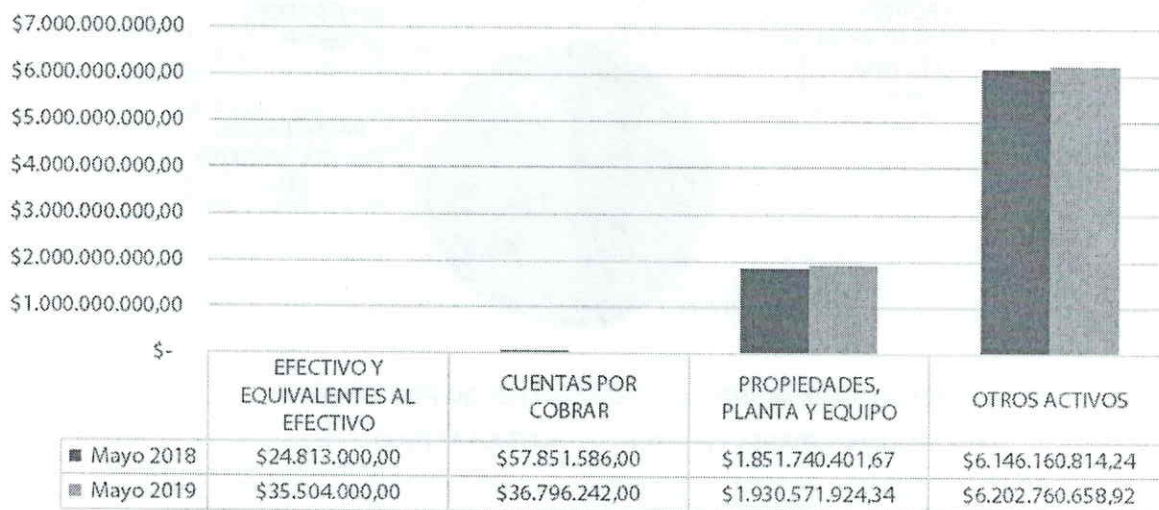 $7.000.000.000,00
$6.000.000.000,00
$5.000.000.000,00
$4.000.000.000,00
$3.000.000.000,00
$2.000.000.000,00
$1.000.000.000,00
$-
EFECTIVO Y
EQUIVALENTES AL
EFECTIVO
CUENTAS POR
COBRAR
PROPIEDADES,
PLANTA Y EQUIPO
OTROS ACTIVOS
Mayo 2018 $24.813.000,00 $57.851.586,00 $1.851.740.401,67 $6.146.160.814,24
Mayo 2019 $35.504.000,00 $36.796.242,00 $1.930.571.924,34 $6.202.760.658,92